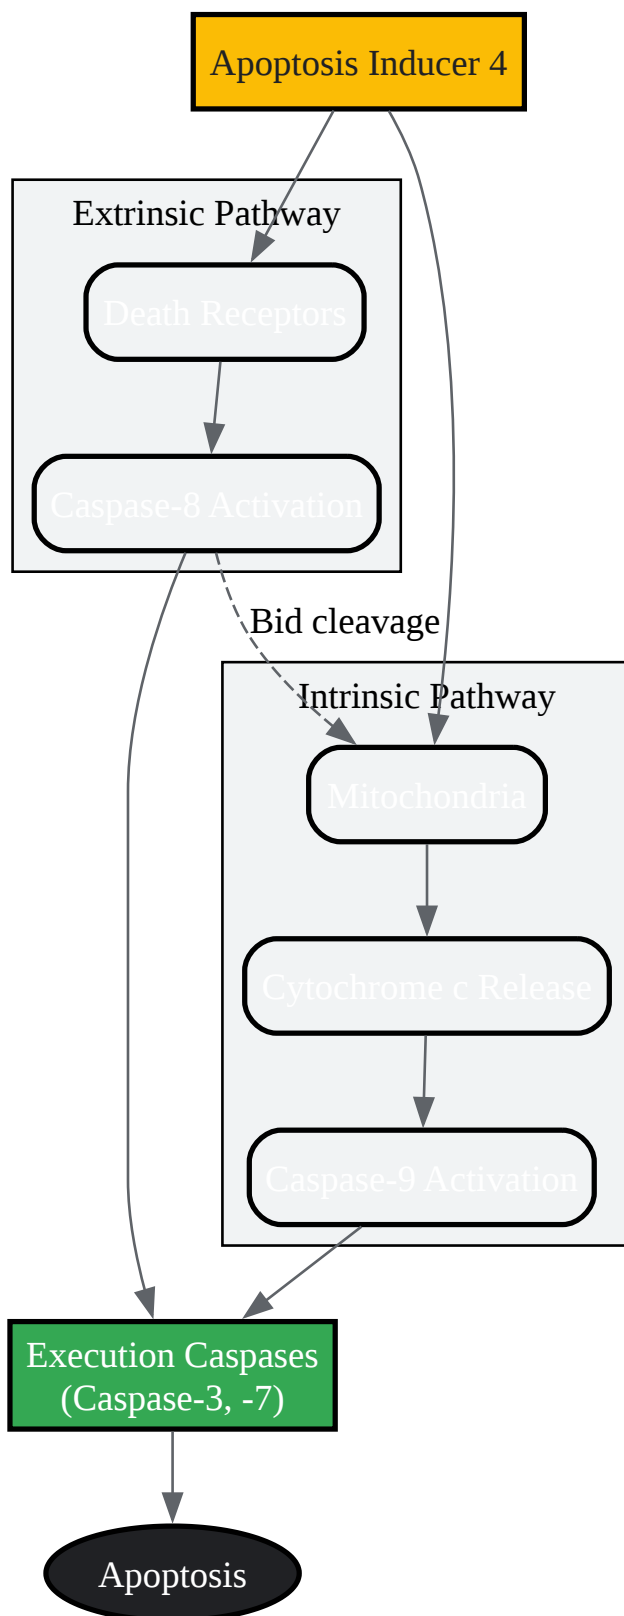 Apoptosis Inducer 4
Extrinsic Pathway
Death Receptors
Caspase-8 Activation
Bid cleavage
Intrinsic Pathway
Mitochondria
Cytochrome c Release
Caspase-9 Activation
Execution Caspases
(Caspase-3, -7)
Apoptosis